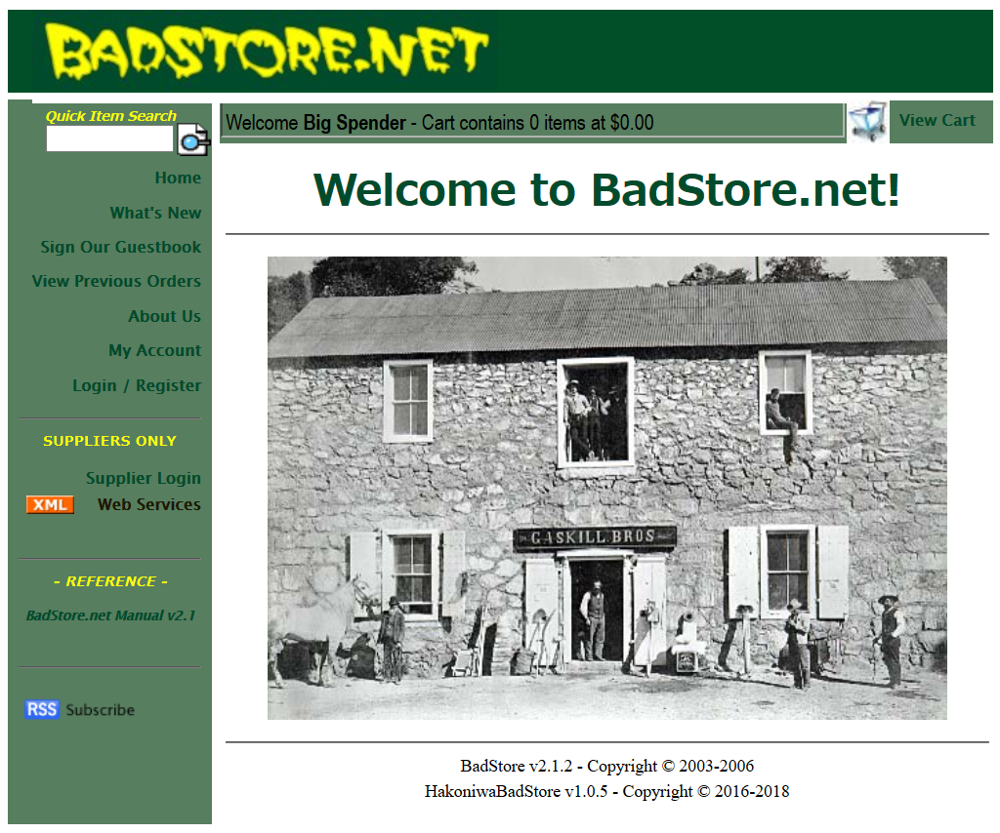 BADSTORE.NET
Quick Item Search
Welcome Big Spender - Cart contains 0 items at $0.00
View Cart
Home
What's New
Sign Our Guestbook
View Previous Orders
About Us
My Account
Login / Register
SUPPLIERS ONLY
Supplier Login
XML Web Services
- REFERENCE -
BadStore.net Manual v2.1
RSS Subscribe
Welcome to BadStore.net!
GASKILL BROS
BadStore v2.1.2 - Copyright © 2003-2006
HakoniwaBadStore v1.0.5 - Copyright © 2016-2018